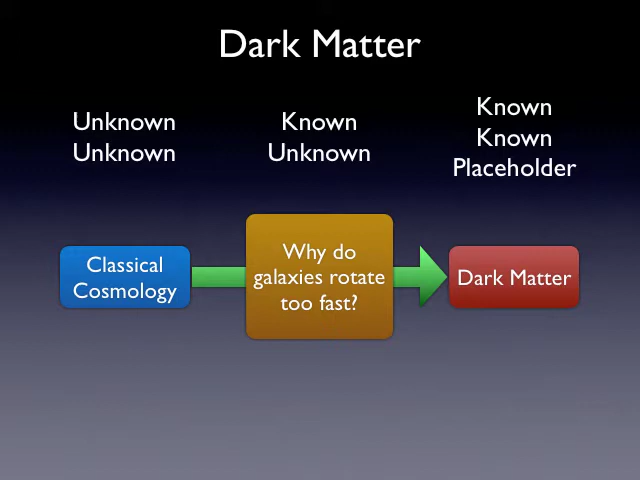 Dark Matter
Unknown
Unknown
Known
Unknown
Known
Known
Placeholder
Classical
Cosmology
Why do
galaxies rotate
too fast?
Dark Matter